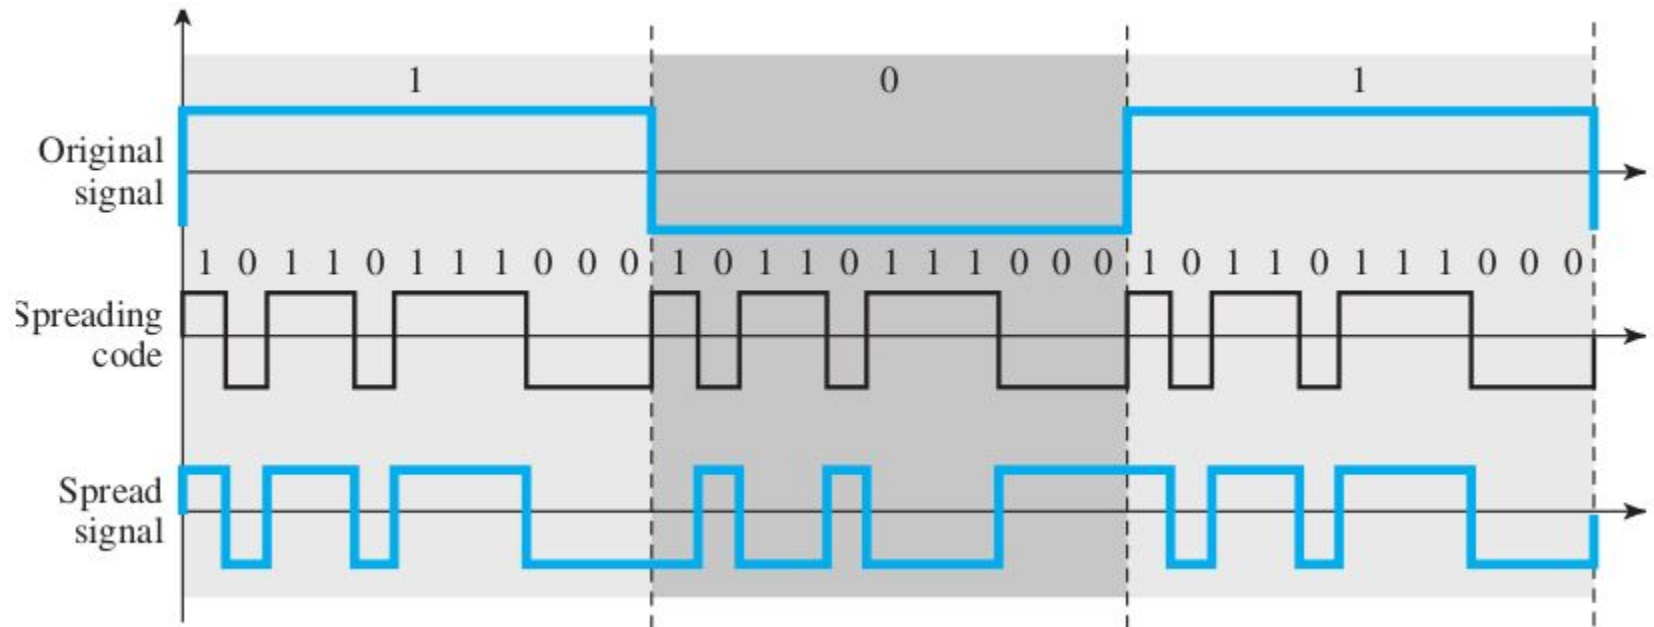 1 0 1
Original
signal
1 0 1 1 0 1 1 1 0 0 0 1 0 1 1 0 1 1 1 0 0 0 1 0 1 1 0 1 1 1 0 0 0
Spreading
code
Spread
signal